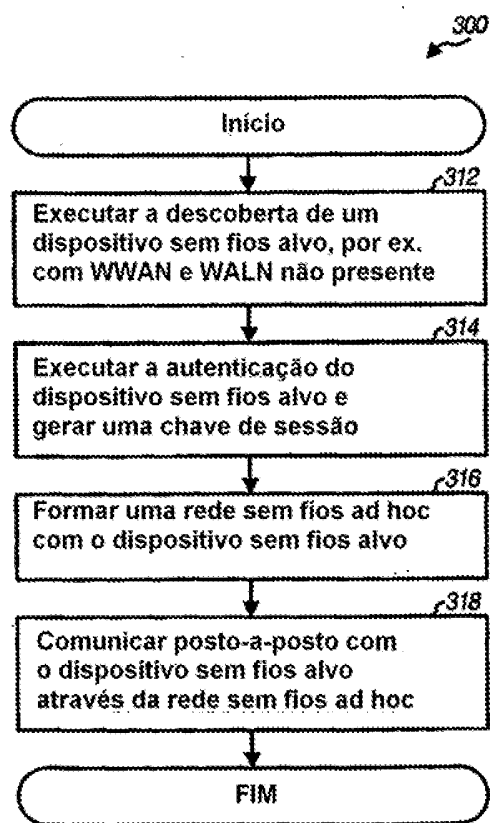 300
Início
312
Executar a descoberta de um
dispositivo sem fios alvo, por ex.
com WWAN e WALN não presente
314
Executar a autenticação do
dispositivo sem fios alvo e
gerar uma chave de sessão
316
Formar uma rede sem fios ad hoc
com o dispositivo sem fios alvo
318
Comunicar posto-a-posto com
o dispositivo sem fios alvo
através da rede sem fios ad hoc
FIM